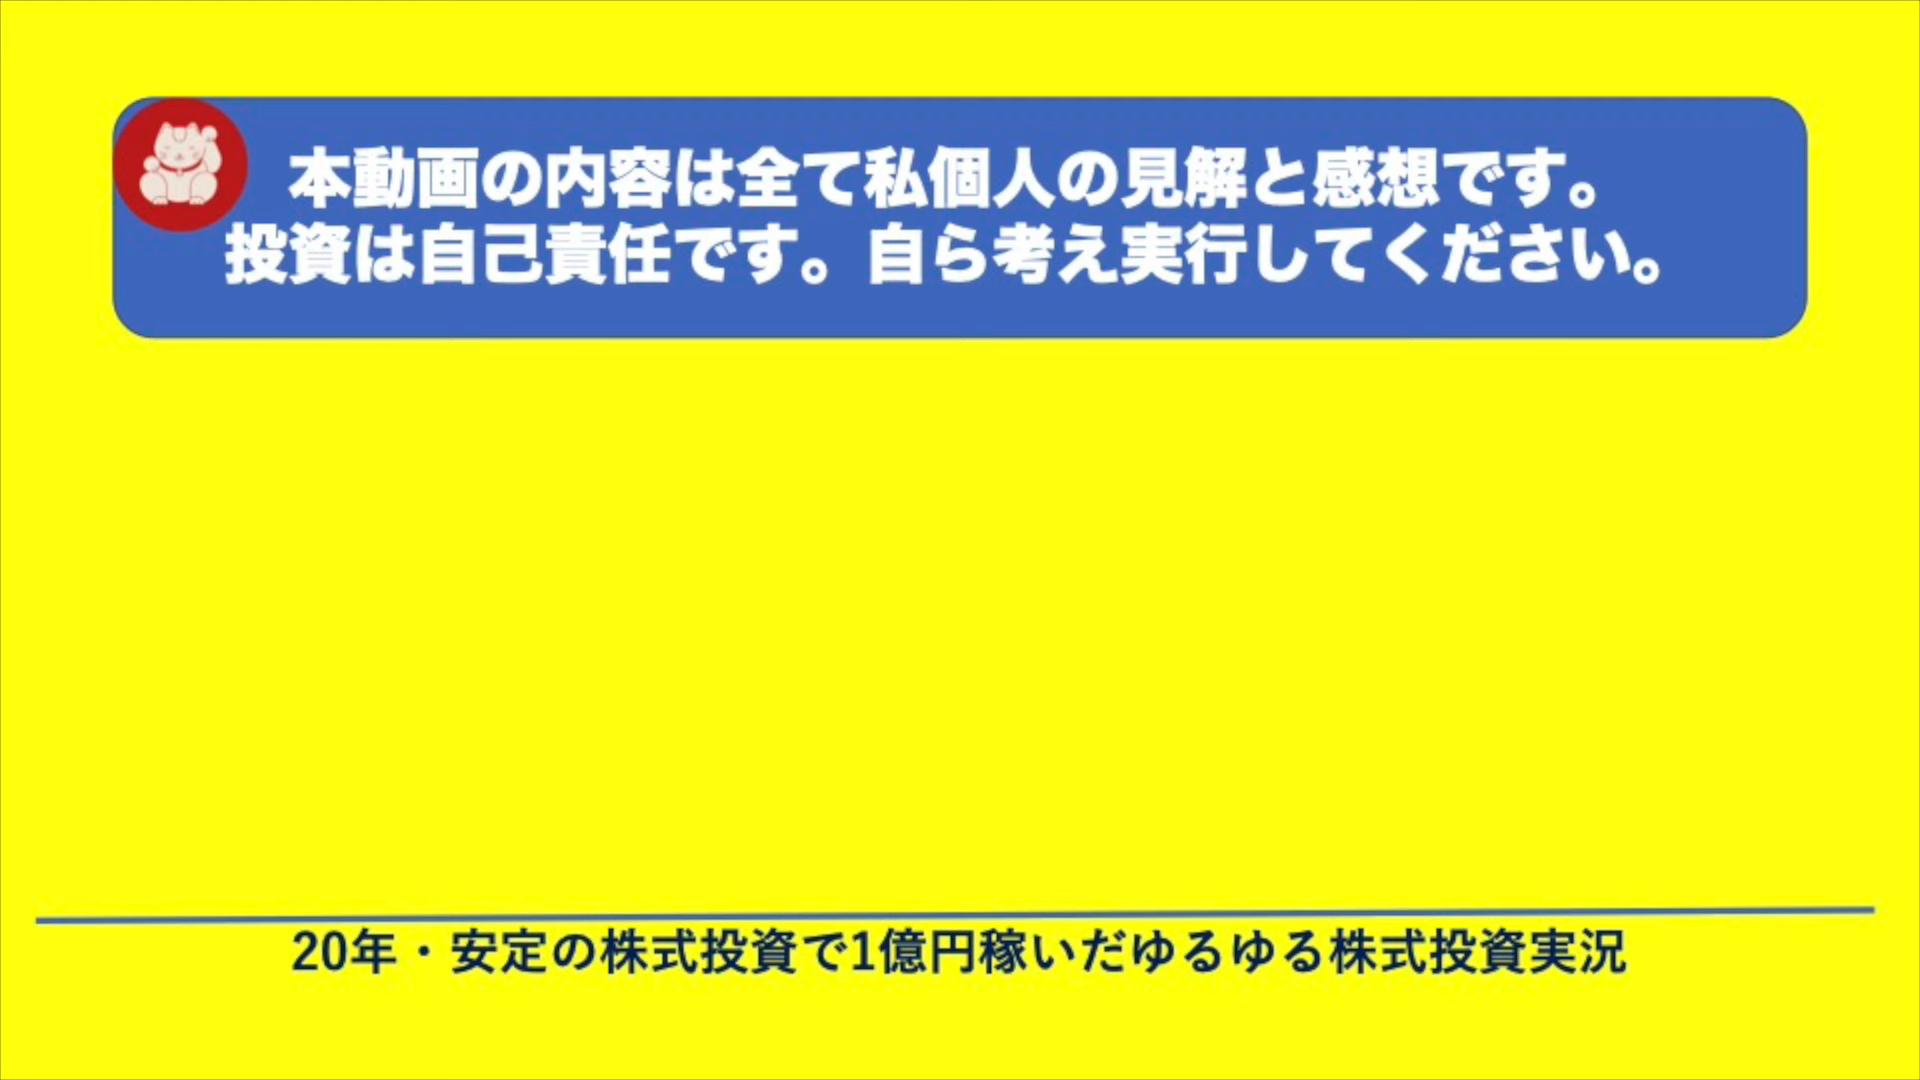 本動画の内容は全て私個人の見解と感想です。
投資は自己責任です。自ら考え実行してください。
20年・安定の株式投資で1億円稼いだゆるゆる株式投資実況